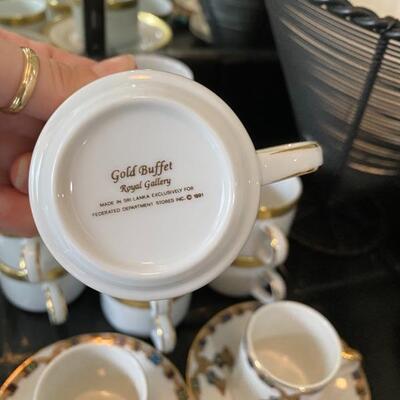 Gold Buffet
Royal Gallery
MADE IN SRI LANKA EXCLUSIVELY FOR
FEDERATED DEPARTMENT STORES INC. © 1991